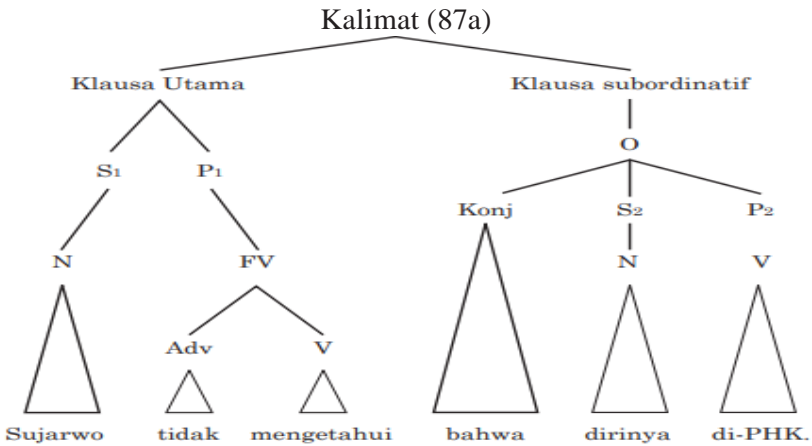 Kalimat (87a)
Klausa Utama Klausa subordinatif
O
S1 P1
Konj S2 P2
N FV N V
Adv V
Sujarwo tidak mengetahui bahwa dirinya di-PHK.